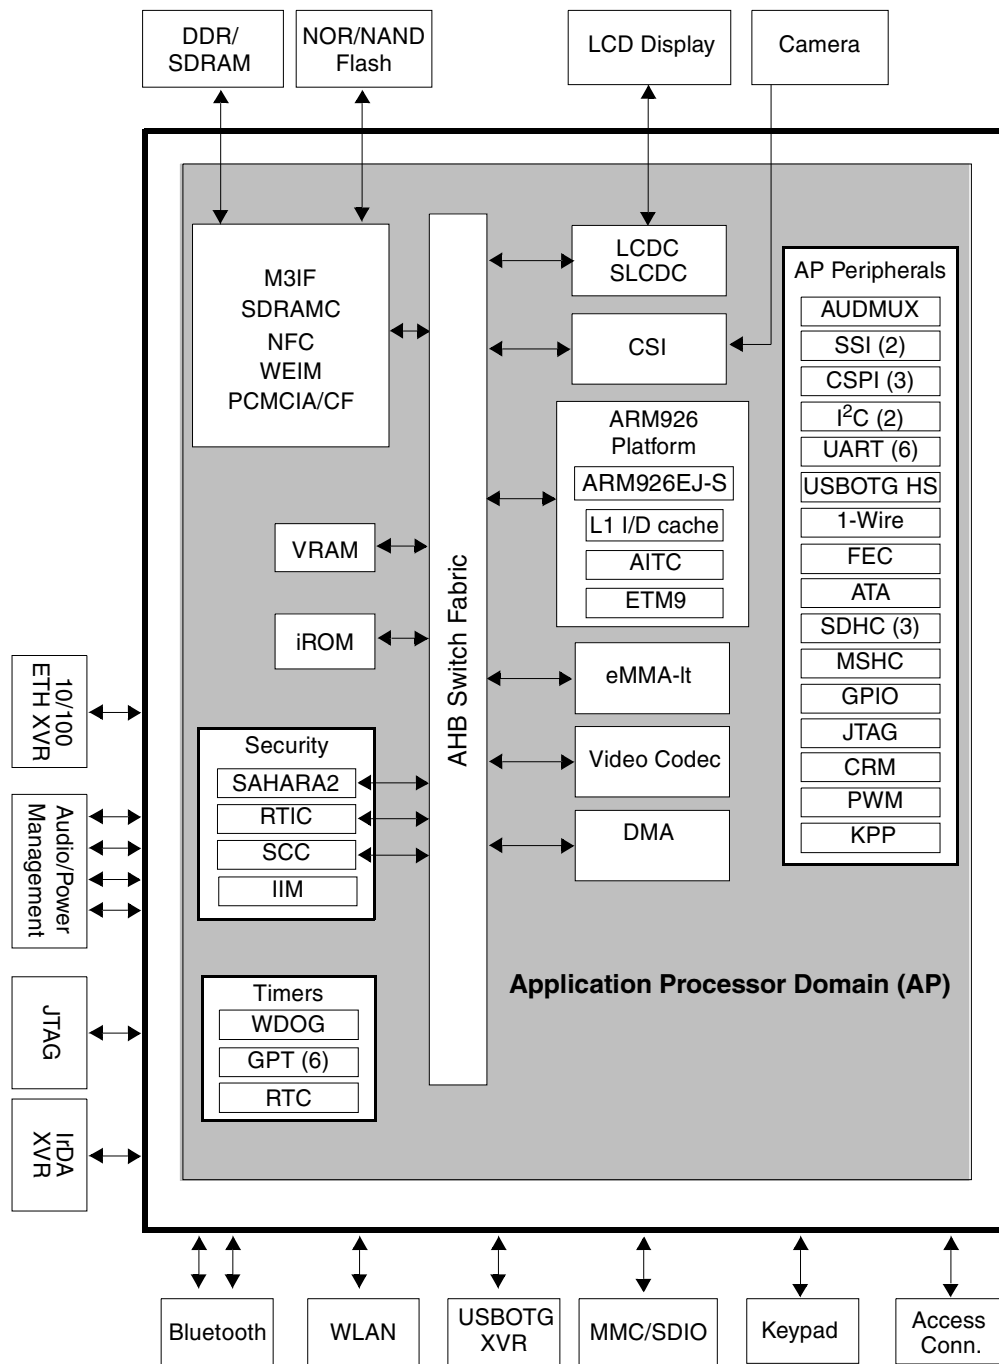 DDR/
SDRAM
NOR/NAND
Flash
LCD Display
Camera
M3IF
SDRAMC
NFC
WEIM
PCMCIA/CF
AHB Switch Fabric
LCDC
SLCDC
CSI
ARM926
Platform
ARM926EJ-S
L1 I/D cache
AITC
ETM9
AP Peripherals
AUDMUX
SSI (2)
CSPI (3)
I²C (2)
UART (6)
USBOTG HS
1-Wire
FEC
ATA
SDHC (3)
MSHC
GPIO
JTAG
CRM
PWM
KPP
VRAM
iROM
eMMA-lt
Video Codec
DMA
Security
SAHARA2
RTIC
SCC
IIM
Timers
WDOG
GPT (6)
RTC
Application Processor Domain (AP)
10/100
ETH XVR
Audio/Power
Management
JTAG
IrDA
XVR
Bluetooth
WLAN
USBOTG
XVR
MMC/SDIO
Keypad
Access
Conn.